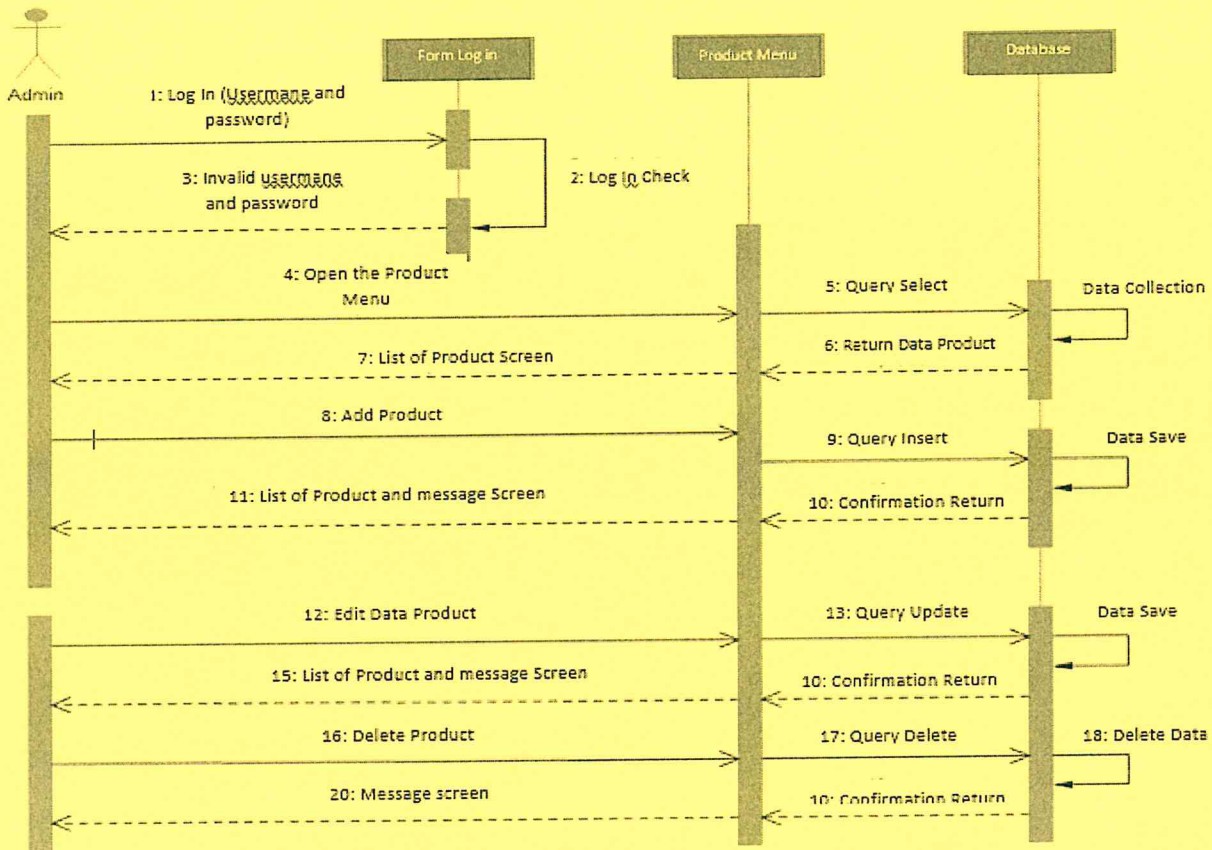 Form Log in
Product Menu
Database
Admin
1: Log In (Usermane and
password)
2: Log In Check
3: Invalid usermane
and password
4: Open the Product
Menu
5: Query Select
Data Collection
6: Return Data Product
7: List of Product Screen
8: Add Product
9: Query Insert
Data Save
10: Confirmation Return
11: List of Product and message Screen
12: Edit Data Product
13: Query Update
Data Save
10: Confirmation Return
15: List of Product and message Screen
16: Delete Product
17: Query Delete
18: Delete Data
10: Confirmation Return
20: Message screen